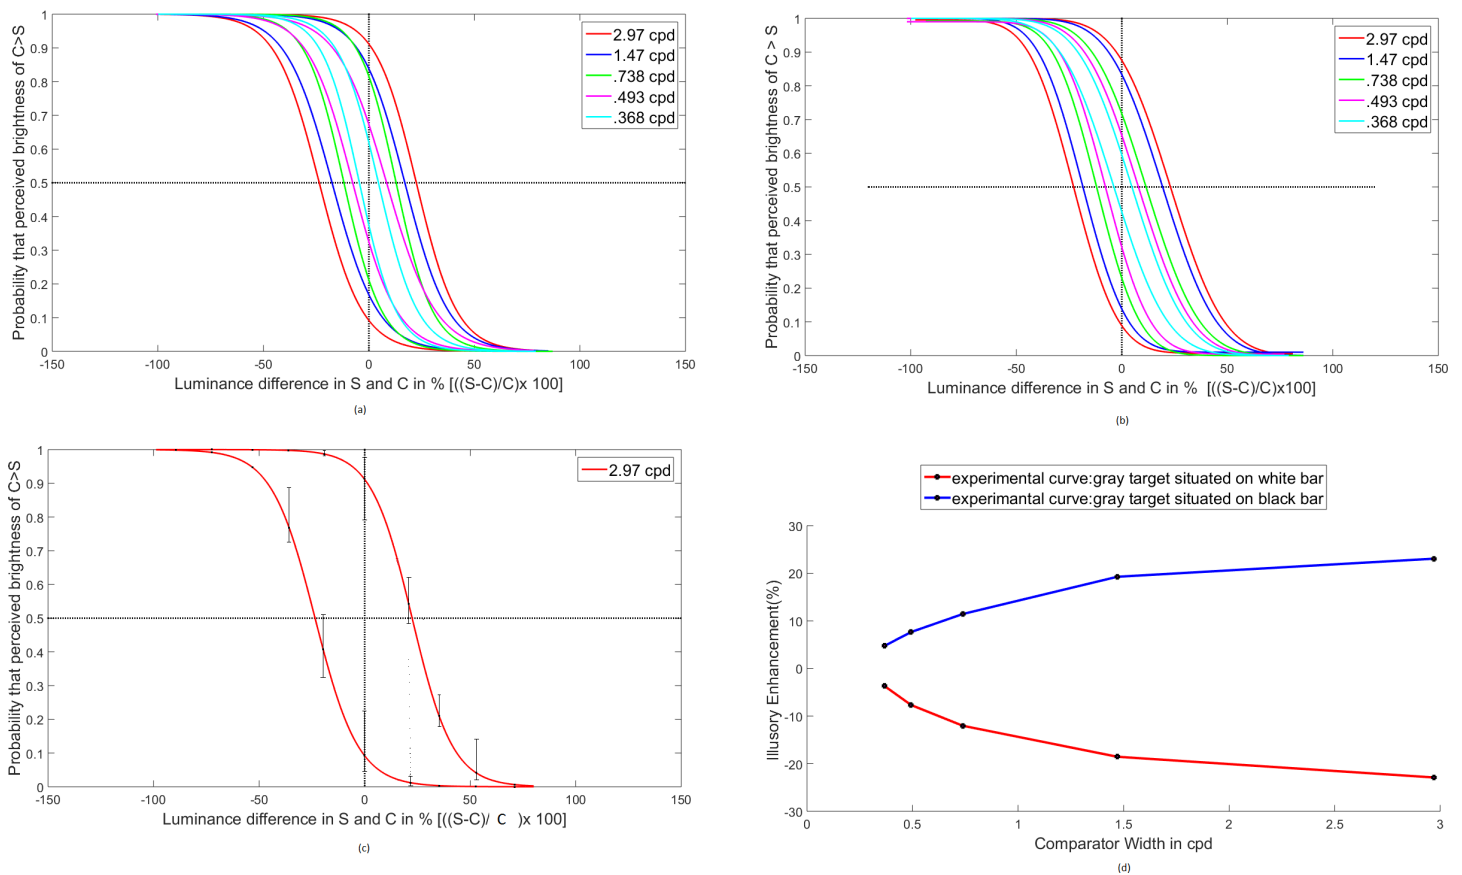 Probability that perceived brightness of C>S
1
0.9
0.8
0.7
0.6
0.5
0.4
0.3
0.2
0.1
0
-150 -100 -50 0 50 100 150
Luminance difference in S and C in % [((S-C)/C)x 100]
2.97 cpd
1.47 cpd
.738 cpd
.493 cpd
.368 cpd
(a)
Probability that perceived brightness of C > S
1
0.9
0.8
0.7
0.6
0.5
0.4
0.3
0.2
0.1
0
-150 -100 -50 0 50 100 150
Luminance difference in S and C in % [((S-C)/C)x100]
2.97 cpd
1.47 cpd
.738 cpd
.493 cpd
.368 cpd
(b)
Probability that perceived brightness of C>S
1
0.9
0.8
0.7
0.6
0.5
0.4
0.3
0.2
0.1
0
-150 -100 -50 0 50 100 150
Luminance difference in S and C in % [((S-C)/ C )x 100]
2.97 cpd
(c)
experimental curve:gray target situated on white bar
experimantal curve:gray target situated on black bar
Illusory Enhancement(%)
30
20
10
0
-10
-20
-30
0 0.5 1 1.5 2 2.5 3
Comparator Width in cpd
(d)